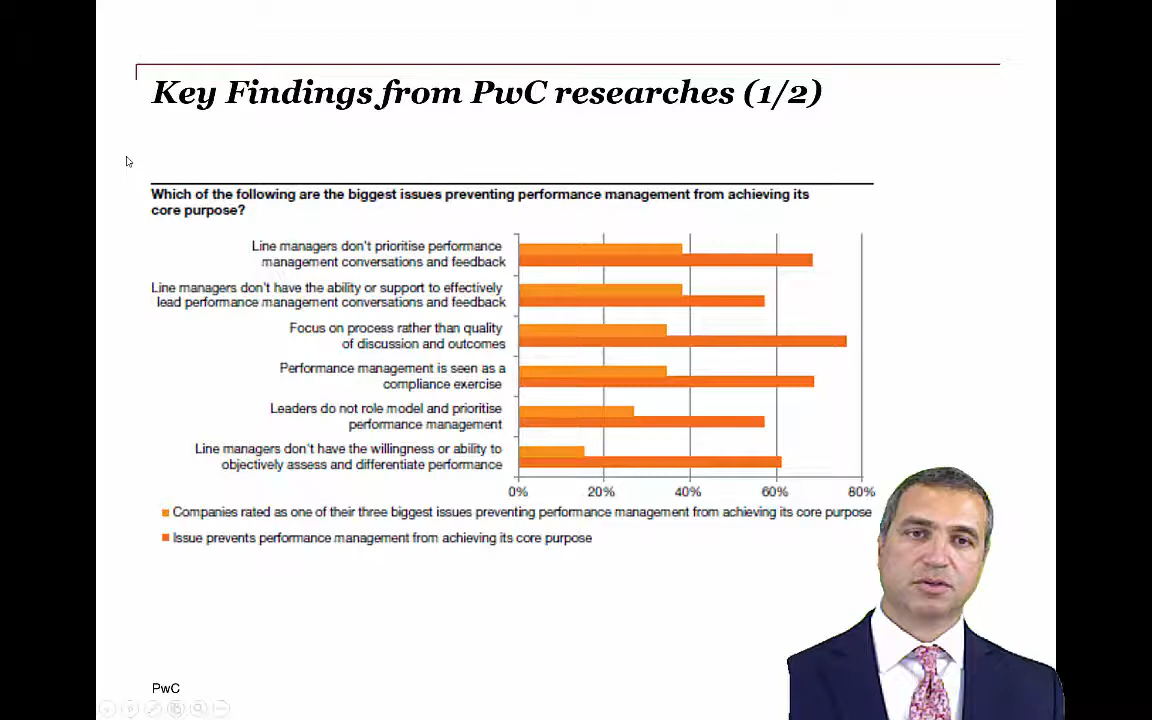 Key Findings from PwC researches (1/2)
Which of the following are the biggest issues preventing performance management from achieving its
core purpose?
Line managers don't prioritise performance
management conversations and feedback
Line managers don't have the ability or support to effectively
lead performance management conversations and feedback
Focus on process rather than quality
of discussion and outcomes
Performance management is seen as a
compliance exercise
Leaders do not role model and prioritise
performance management
Line managers don't have the willingness or ability to
objectively assess and differentiate performance
0% 20% 40% 60% 80%
Companies rated as one of their three biggest issues preventing performance management from achieving its core purpose
Issue prevents performance management from achieving its core purpose
PwC